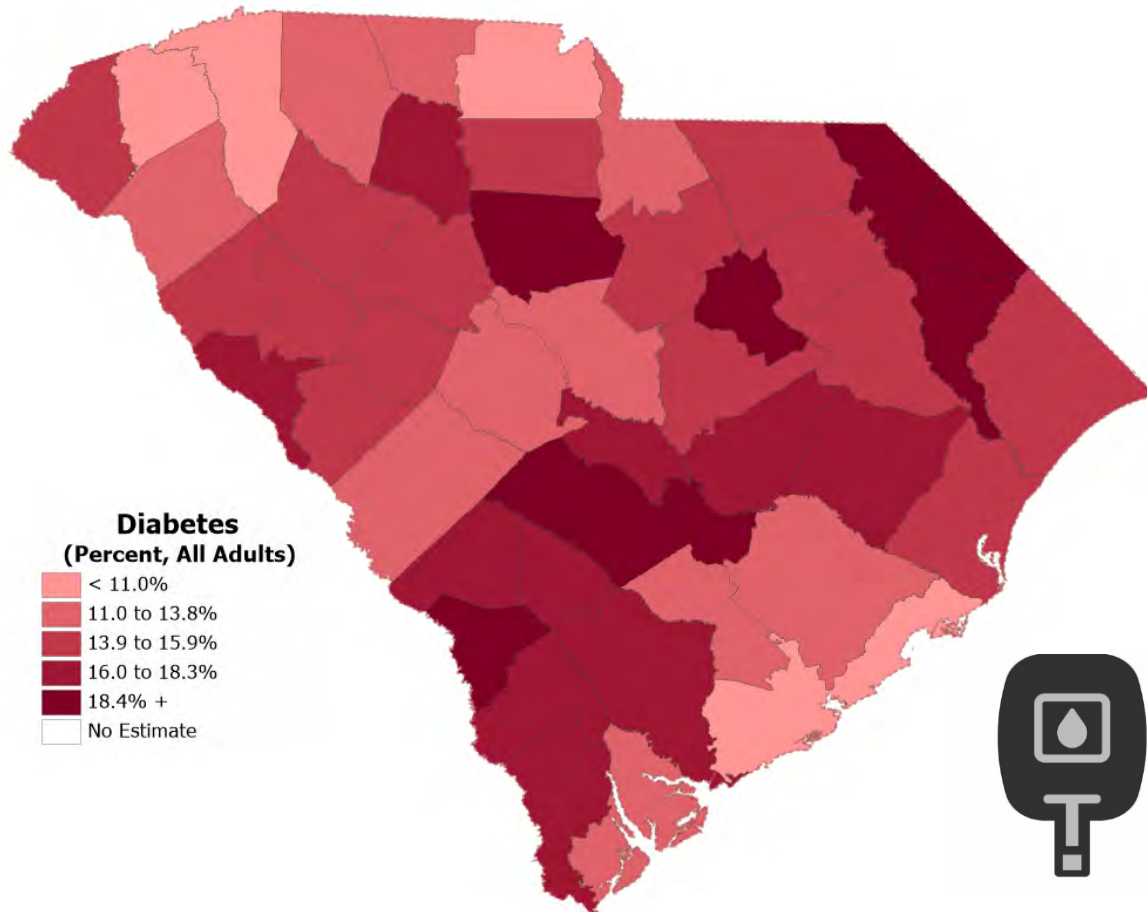 Diabetes
(Percent, All Adults)
< 11.0%
11.0 to 13.8%
13.9 to 15.9%
16.0 to 18.3%
18.4% +
No Estimate